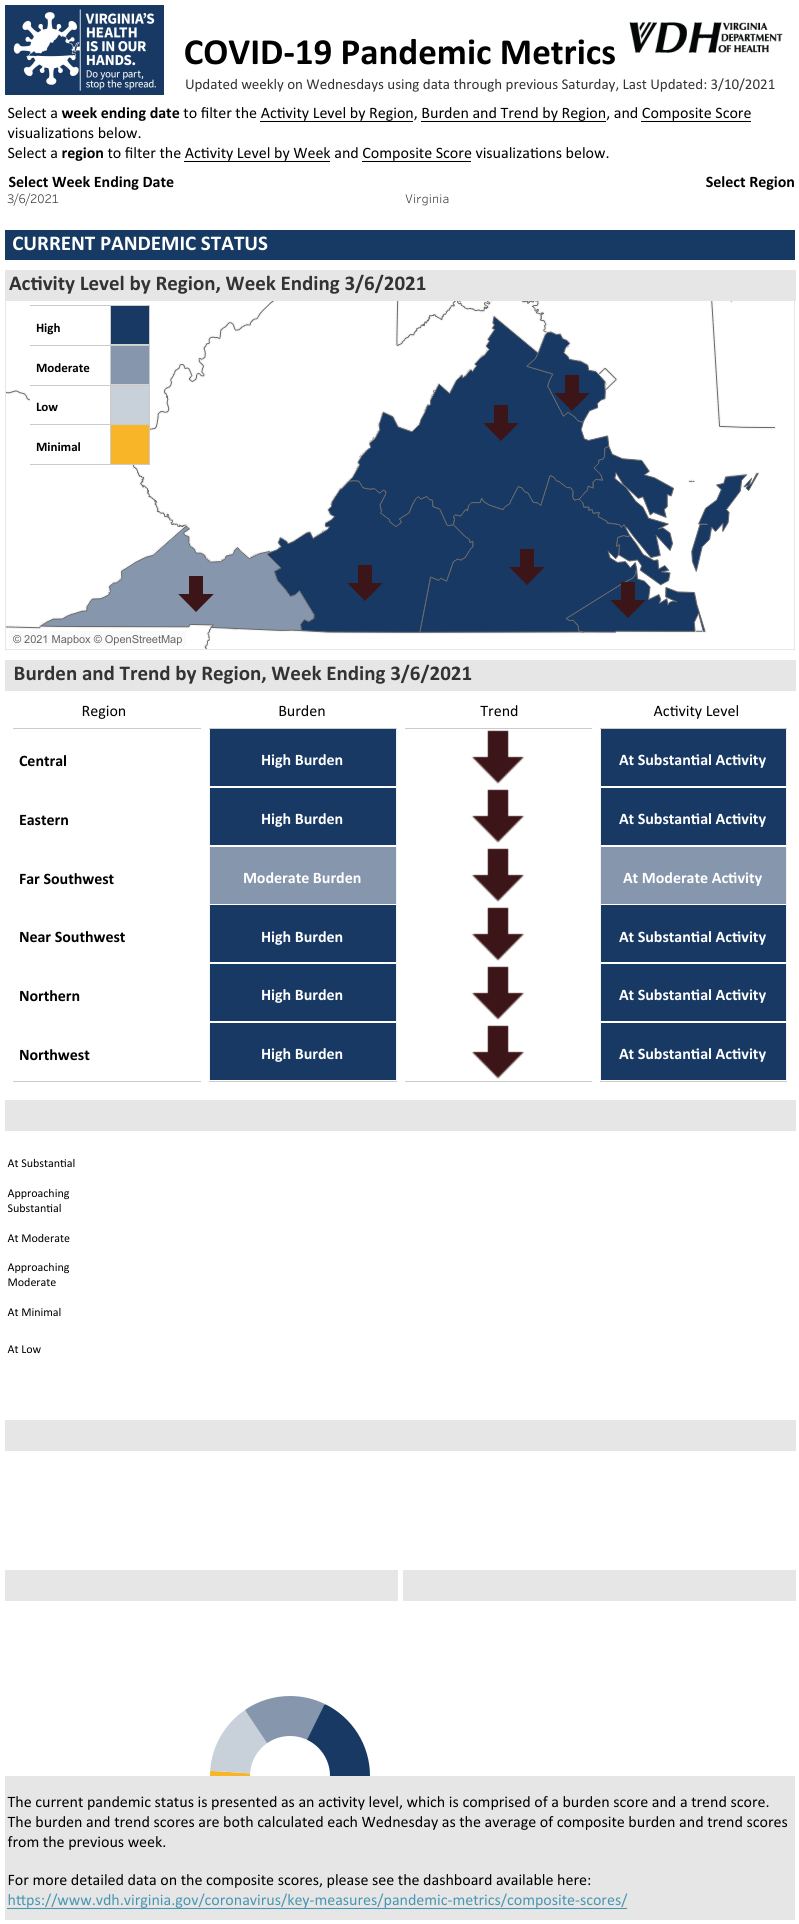 VIRGINIA'S
HEALTH
IS IN OUR
HANDS.
Do your part,
stop the spread.
COVID-19 Pandemic Metrics
VDH VIRGINIA
DEPARTMENT
OF HEALTH
Updated weekly on Wednesdays using data through previous Saturday, Last Updated: 3/10/2021
Select a week ending date to filter the Activity Level by Region, Burden and Trend by Region, and Composite Score
visualizations below.
Select a region to filter the Activity Level by Week and Composite Score visualizations below.
Select Week Ending Date
Select Region
3/6/2021
Virginia
CURRENT PANDEMIC STATUS
Activity Level by Region, Week Ending 3/6/2021
High
Moderate
Low
Minimal
© 2021 Mapbox © OpenStreetMap
Burden and Trend by Region, Week Ending 3/6/2021
Region Burden Trend Activity Level
Central High Burden At Substantial Activity
Eastern High Burden At Substantial Activity
Far Southwest Moderate Burden At Moderate Activity
Near Southwest High Burden At Substantial Activity
Northern High Burden At Substantial Activity
Northwest High Burden At Substantial Activity
At Substantial
Approaching
Substantial
At Moderate
Approaching
Moderate
At Minimal
At Low
The current pandemic status is presented as an activity level, which is comprised of a burden score and a trend score.
The burden and trend scores are both calculated each Wednesday as the average of composite burden and trend scores
from the previous week.
For more detailed data on the composite scores, please see the dashboard available here:
https://www.vdh.virginia.gov/coronavirus/key-measures/pandemic-metrics/composite-scores/